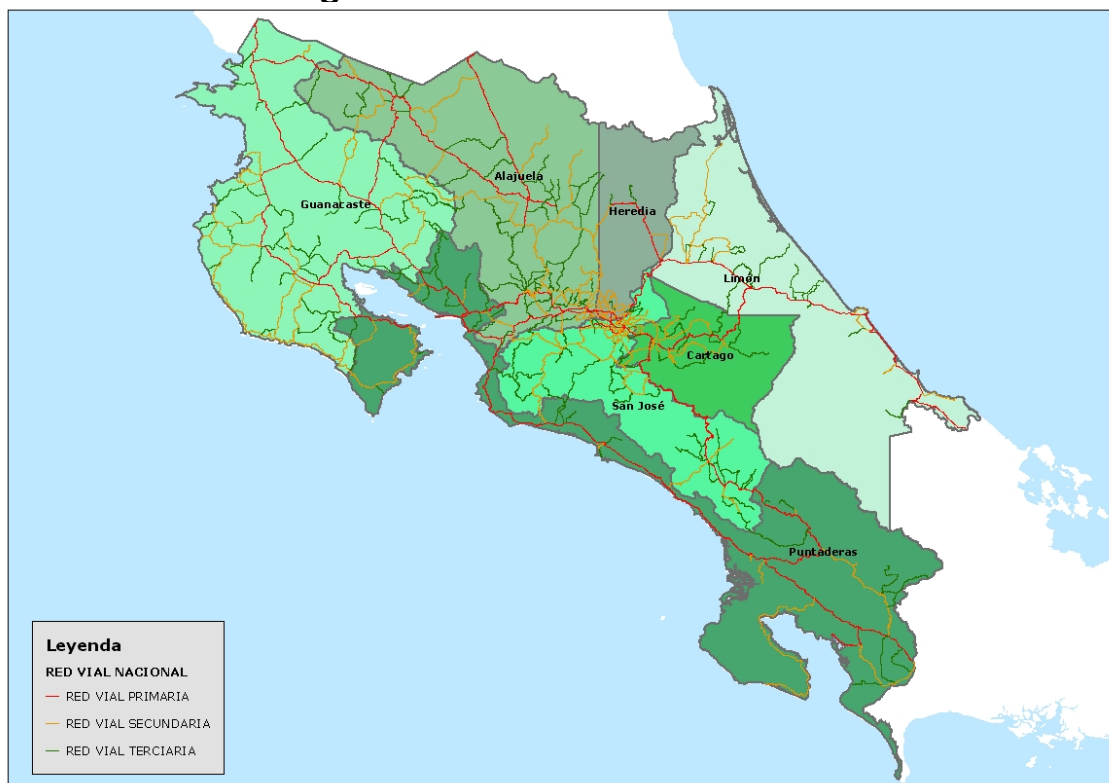 Alajuela
Guanacaste
Heredia
Limón
Cartago
San José
Puntaderas
Leyenda
RED VIAL NACIONAL
RED VIAL PRIMARIA
RED VIAL SECUNDARIA
RED VIAL TERCIARIA